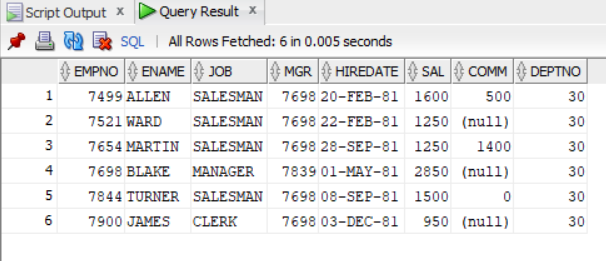 Script Output x Query Result x
SQL | All Rows Fetched: 6 in 0.005 seconds
EMPNO ENAME JOB MGR HIREDATE SAL COMM DEPTNO
1 7499 ALLEN SALESMAN 7698 20-FEB-81 1600 500 30
2 7521 WARD SALESMAN 7698 22-FEB-81 1250 (null) 30
3 7654 MARTIN SALESMAN 7698 28-SEP-81 1250 1400 30
4 7698 BLAKE MANAGER 7839 01-MAY-81 2850 (null) 30
5 7844 TURNER SALESMAN 7698 08-SEP-81 1500 0 30
6 7900 JAMES CLERK 7698 03-DEC-81 950 (null) 30